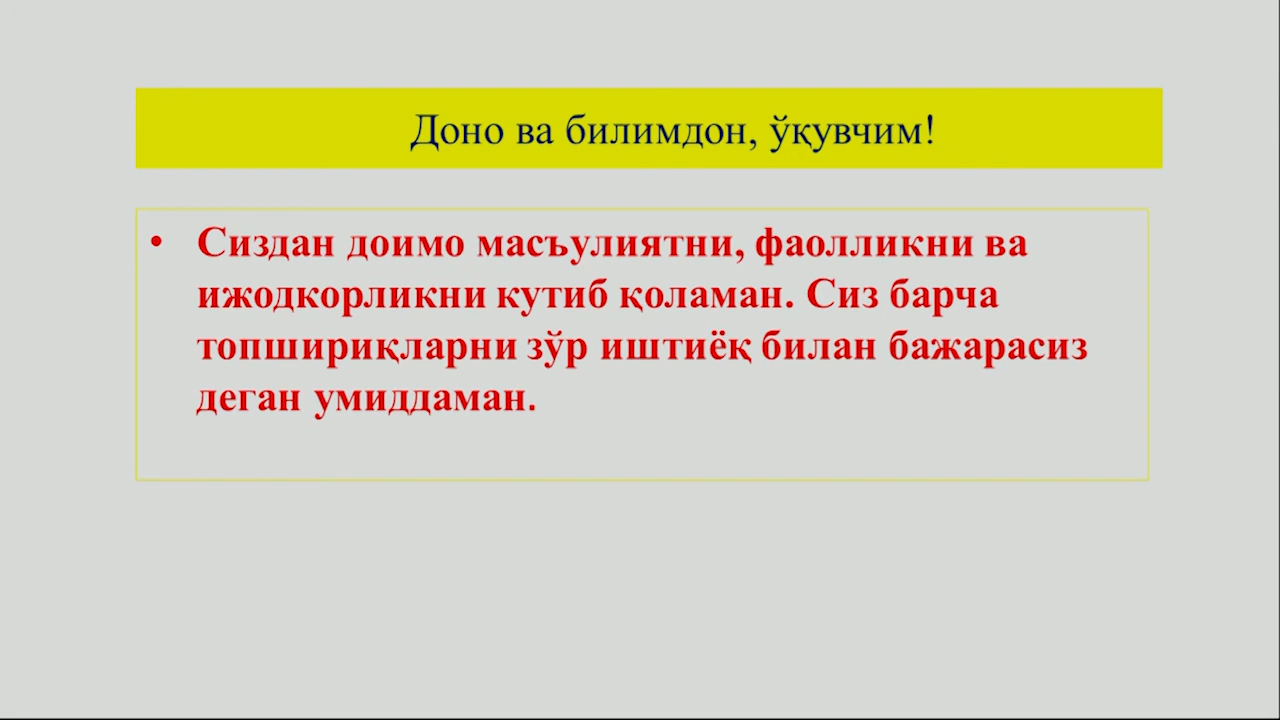 Доно ва билимдон, ўқувчим!
• Сиздан доимо масъулиятни, фаолликни ва
ижодкорликни кутиб қоламан. Сиз барча
топшириқларни зўр иштиёқ билан бажарасиз
деган умиддаман.